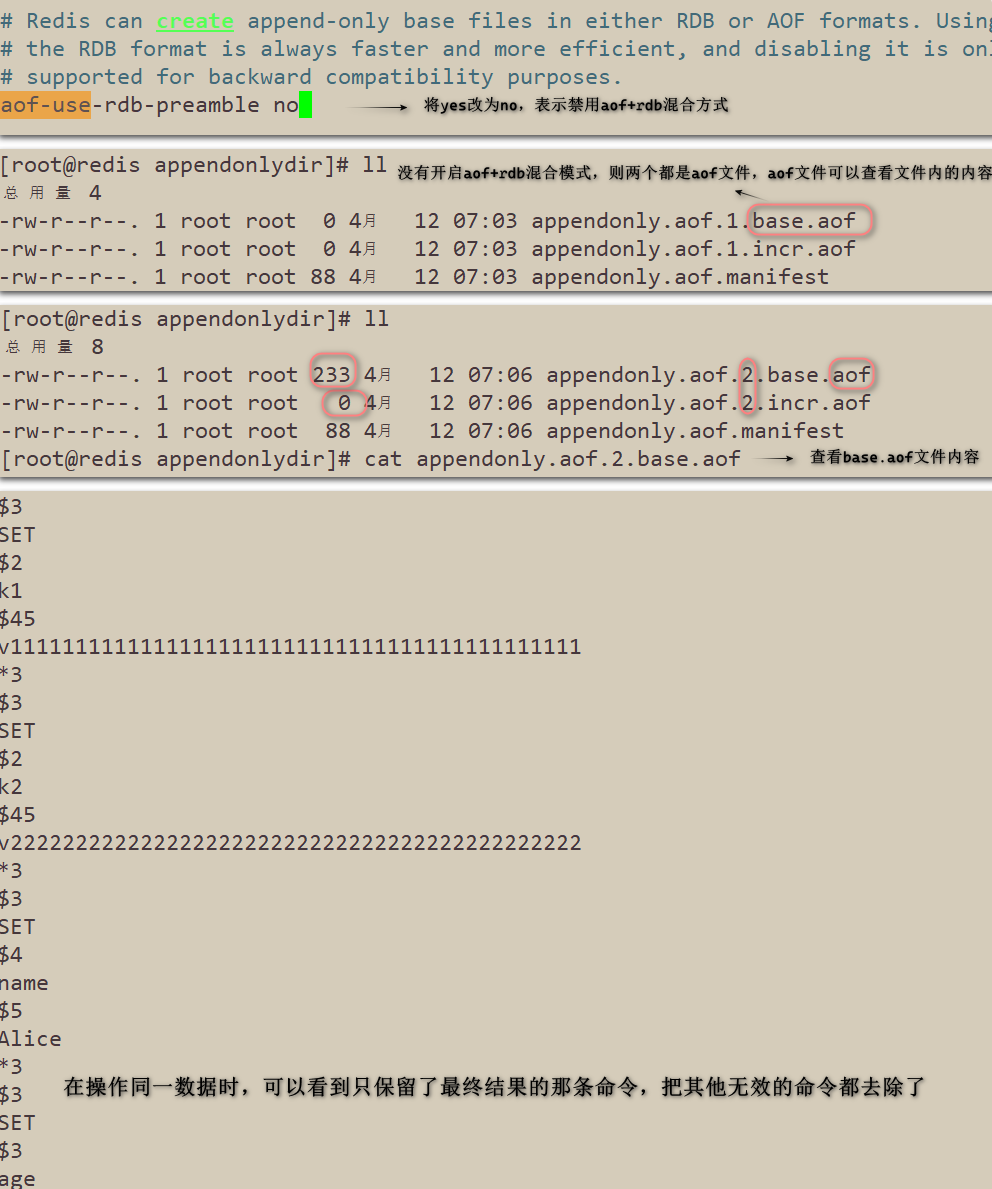 # Redis can create append-only base files in either RDB or AOF formats. Using
# the RDB format is always faster and more efficient, and disabling it is onl
# supported for backward compatibility purposes.
aof-use-rdb-preamble no 将yes改为no，表示禁用aof+rdb混合方式
[root@redis appendonlydir]# ll 没有开启aof+rdb混合模式，则两个都是aof文件，aof文件可以查看文件内的内容
总用量 4
-rw-r--r--. 1 root root 0 4月 12 07:03 appendonly.aof.1.base.aof
-rw-r--r--. 1 root root 0 4月 12 07:03 appendonly.aof.1.incr.aof
-rw-r--r--. 1 root root 88 4月 12 07:03 appendonly.aof.manifest
[root@redis appendonlydir]# ll
总用量 8
-rw-r--r--. 1 root root 233 4月 12 07:06 appendonly.aof.2.base.aof
-rw-r--r--. 1 root root 0 4月 12 07:06 appendonly.aof.2.incr.aof
-rw-r--r--. 1 root root 88 4月 12 07:06 appendonly.aof.manifest
[root@redis appendonlydir]# cat appendonly.aof.2.base.aof 查看base.aof文件内容
$3
SET
$2
k1
$45
v11111111111111111111111111111111111111111111
*3
$3
SET
$2
k2
$45
v22222222222222222222222222222222222222222222
*3
$3
SET
$4
name
$5
Alice
*3
在操作同一数据时，可以看到只保留了最终结果的那条命令，把其他无效的命令都去除了
$3
SET
$3
age